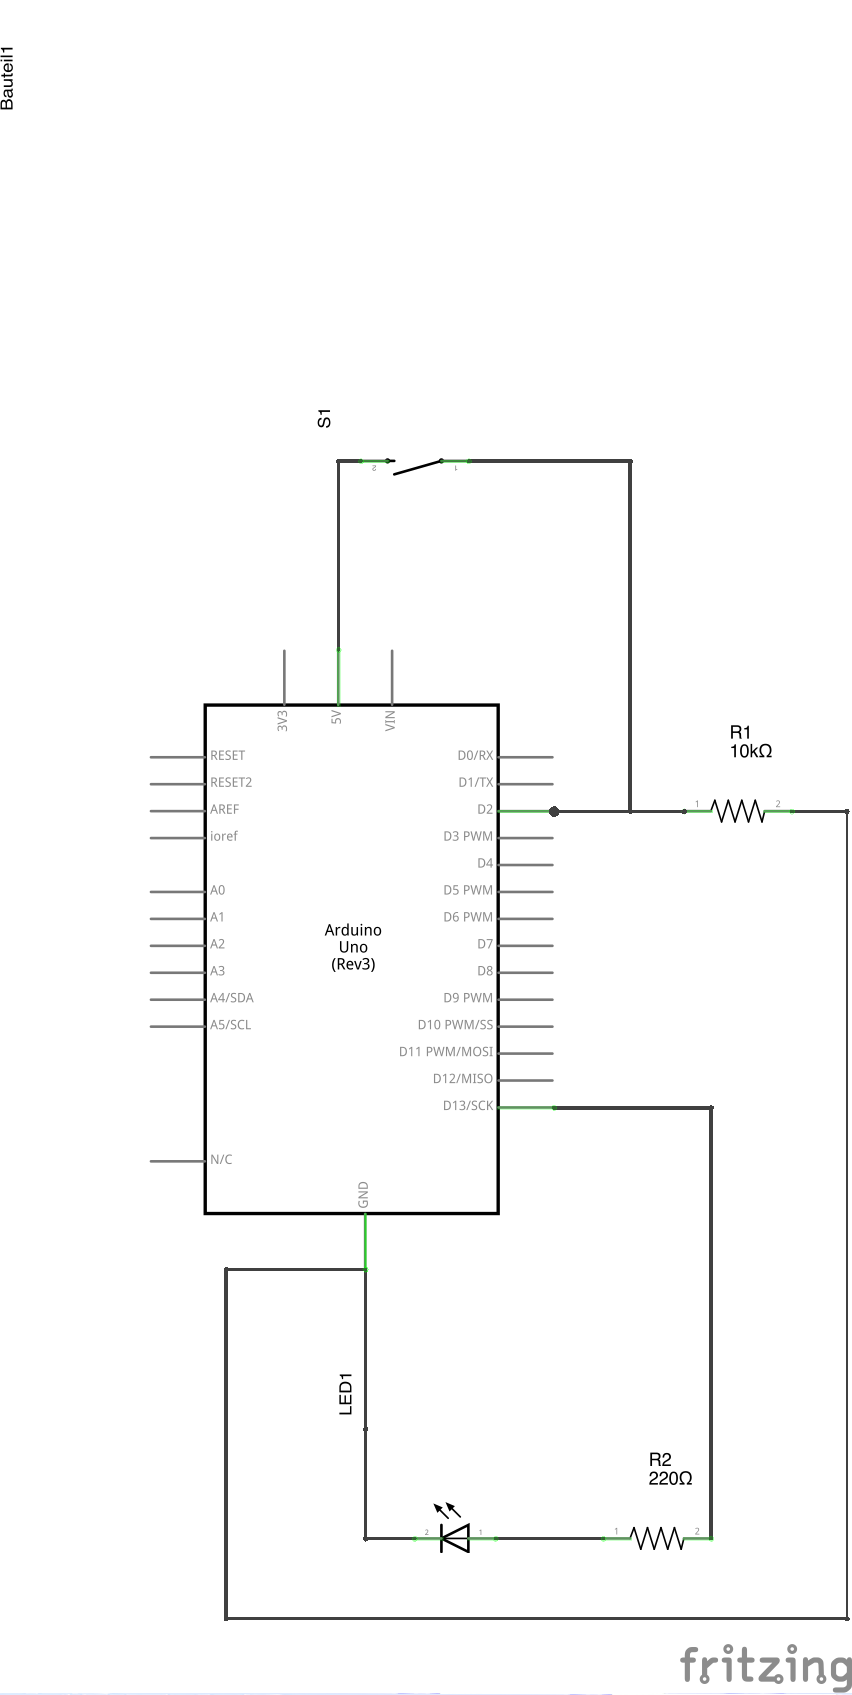 Bauteil1
S1
2
1
3V3
5V
VIN
RESET
RESET2
AREF
ioref
A0
A1
A2
A3
A4/SDA
A5/SCL
N/C
D0/RX
D1/TX
D2
D3 PWM
D4
D5 PWM
D6 PWM
D7
D8
D9 PWM
D10 PWM/SS
D11 PWM/MOSI
D12/MISO
D13/SCK
Arduino
Uno
(Rev3)
GND
R1
10kΩ
1
2
LED1
2
1
R2
220Ω
1
2
fritzing